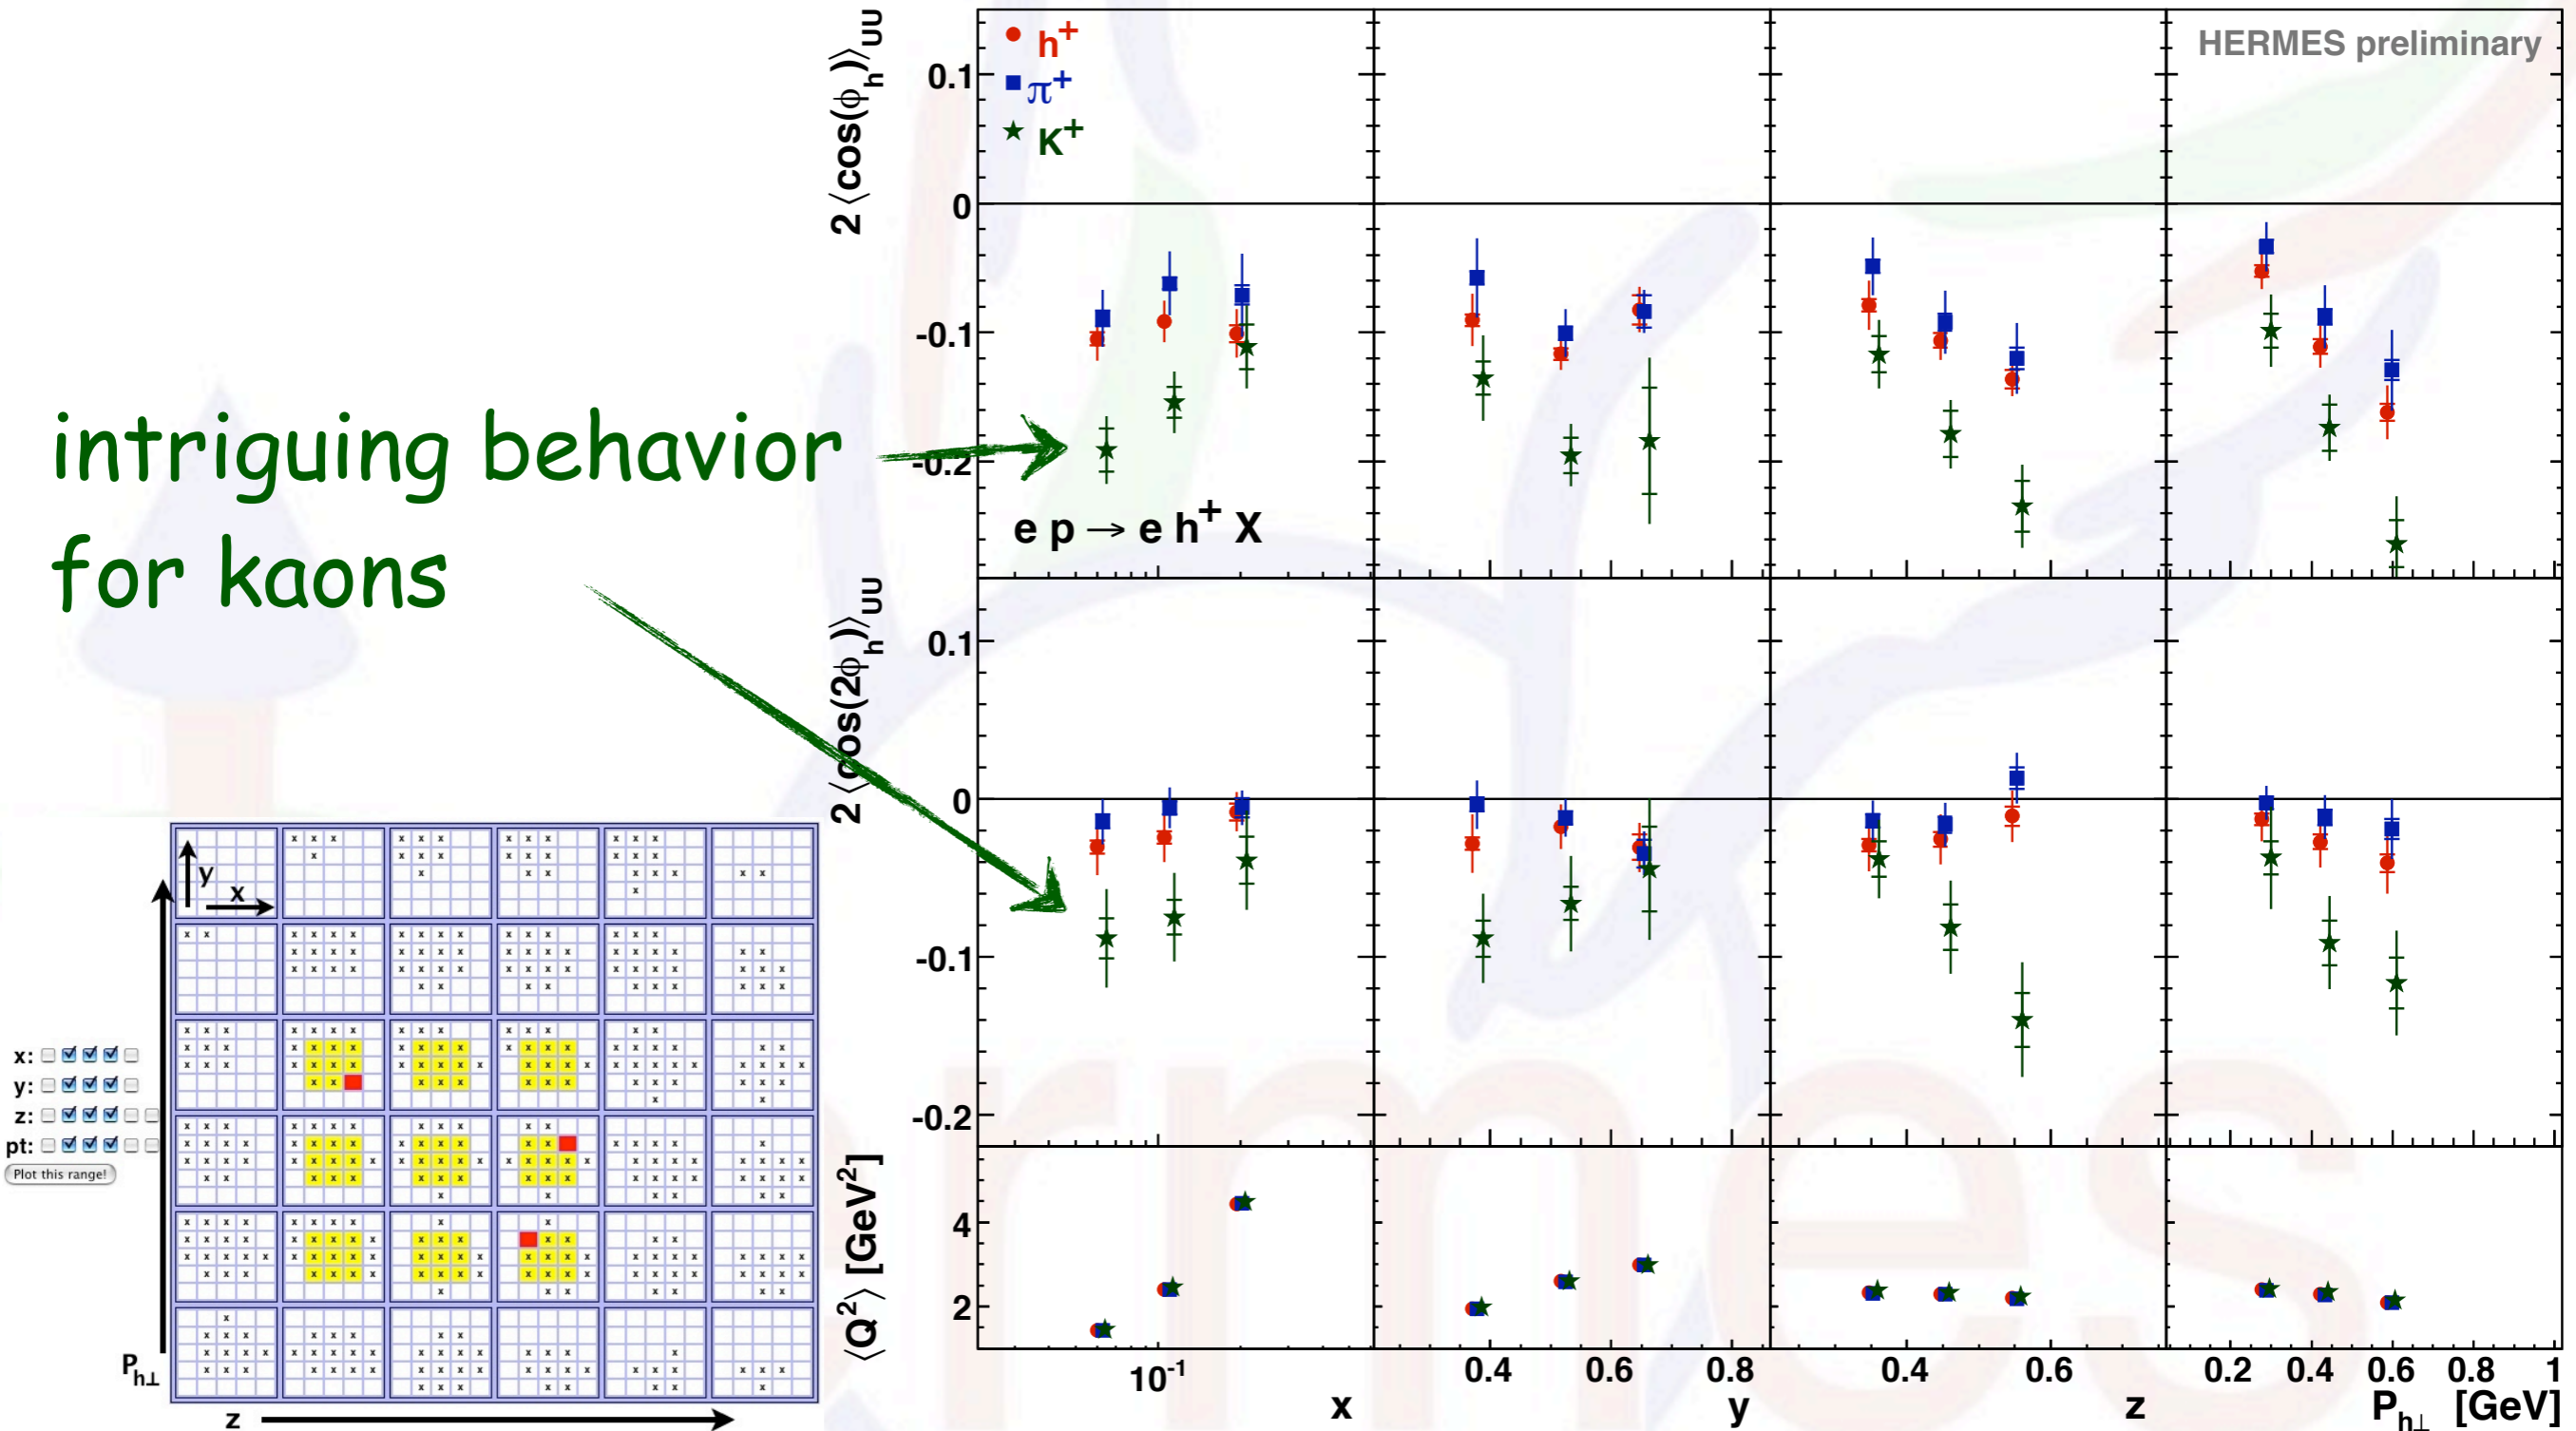 intriguing behavior
for kaons
HERMES preliminary
2 ⟨cos(ϕh)⟩UU
h+
π+
K+
0.1
0
-0.1
-0.2
e p → e h+ X
2 ⟨cos(2ϕh)⟩UU
0.1
0
-0.1
-0.2
⟨Q2⟩ [GeV2]
4
2
10-1
0.4 0.6 0.8
0.4 0.6
0.2 0.4 0.6 0.8 1
x
y
z
Ph⊥ [GeV]
y
x
x:
y:
z:
pt:
Plot this range!
Ph⊥
z
hermes